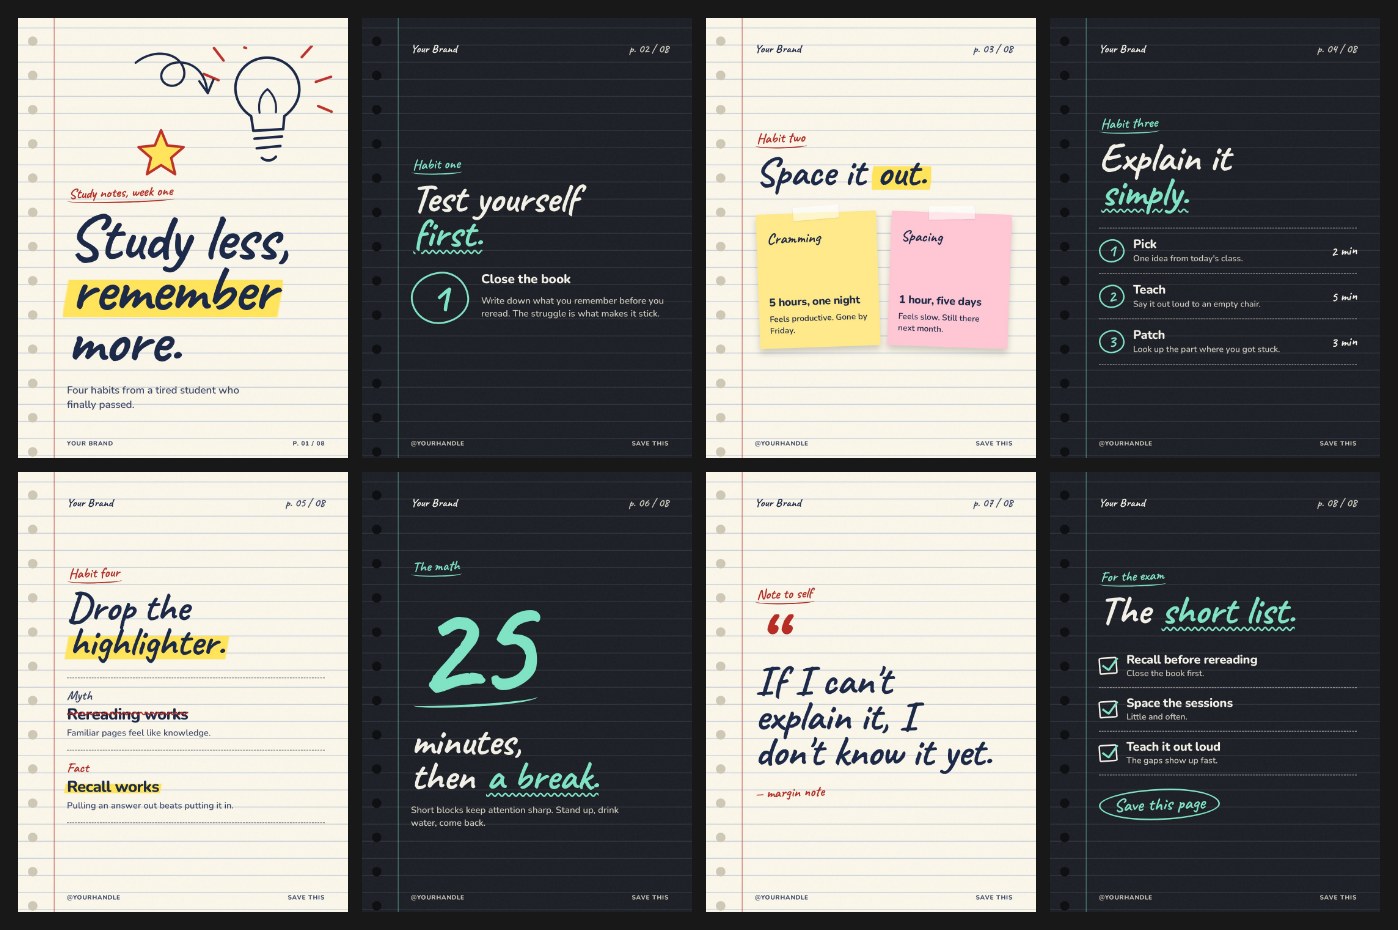 Study notes, week one
Study less,
remember
more.
Four habits from a tired student who
finally passed.
YOUR BRAND
P. 01 / 08
Your Brand
p. 02 / 08
Habit one
Test yourself
first.
1
Close the book
Write down what you remember before you
reread. The struggle is what makes it stick.
@YOURHANDLE
SAVE THIS
Your Brand
p. 03 / 08
Habit two
Space it out.
Cramming
5 hours, one night
Feels productive. Gone by
Friday.
Spacing
1 hour, five days
Feels slow. Still there
next month.
@YOURHANDLE
SAVE THIS
Your Brand
p. 04 / 08
Habit three
Explain it
simply.
1
Pick
One idea from today's class.
2 min
2
Teach
Say it out loud to an empty chair.
5 min
3
Patch
Look up the part where you got stuck.
3 min
@YOURHANDLE
SAVE THIS
Your Brand
p. 05 / 08
Habit four
Drop the
highlighter.
Myth
Rereading works
Familiar pages feel like knowledge.
Fact
Recall works
Pulling an answer out beats putting it in.
@YOURHANDLE
SAVE THIS
Your Brand
p. 06 / 08
The math
25
minutes,
then a break.
Short blocks keep attention sharp. Stand up, drink
water, come back.
@YOURHANDLE
SAVE THIS
Your Brand
p. 07 / 08
Note to self
“
If I can't
explain it, I
don't know it yet.
– margin note
@YOURHANDLE
SAVE THIS
Your Brand
p. 08 / 08
For the exam
The short list.
Recall before rereading
Close the book first.
Space the sessions
Little and often.
Teach it out loud
The gaps show up fast.
Save this page
@YOURHANDLE
SAVE THIS